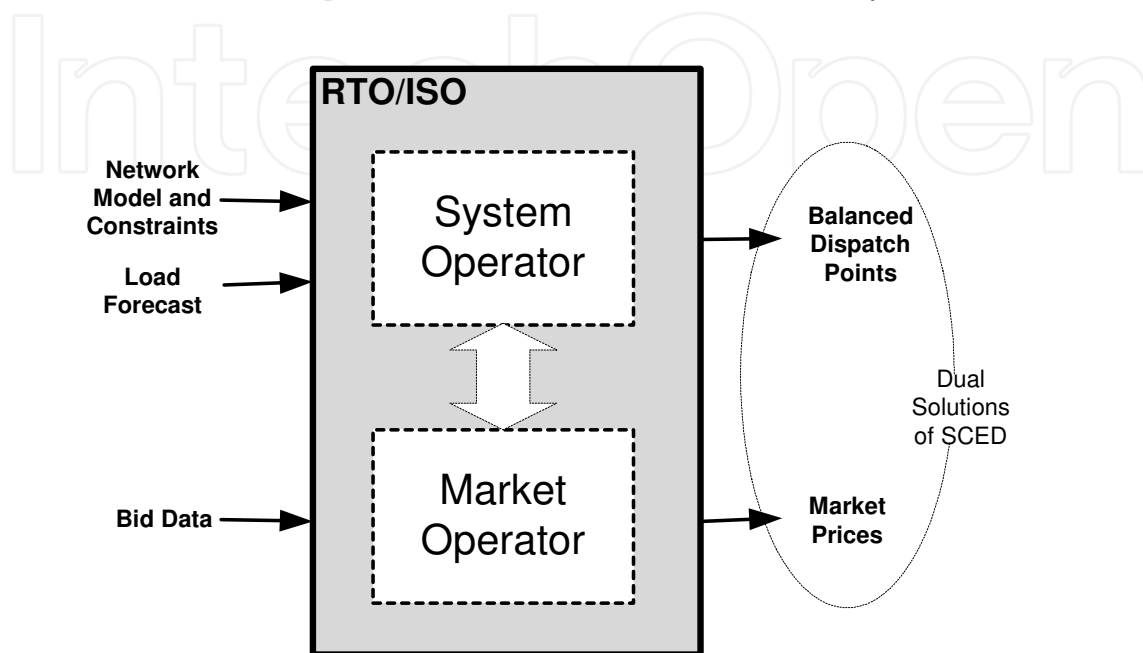 IntechOpen
RTO/ISO
Network
Model and
Constraints
Load
Forecast
Bid Data
System
Operator
Market
Operator
Balanced
Dispatch
Points
Market
Prices
Dual
Solutions
of SCED